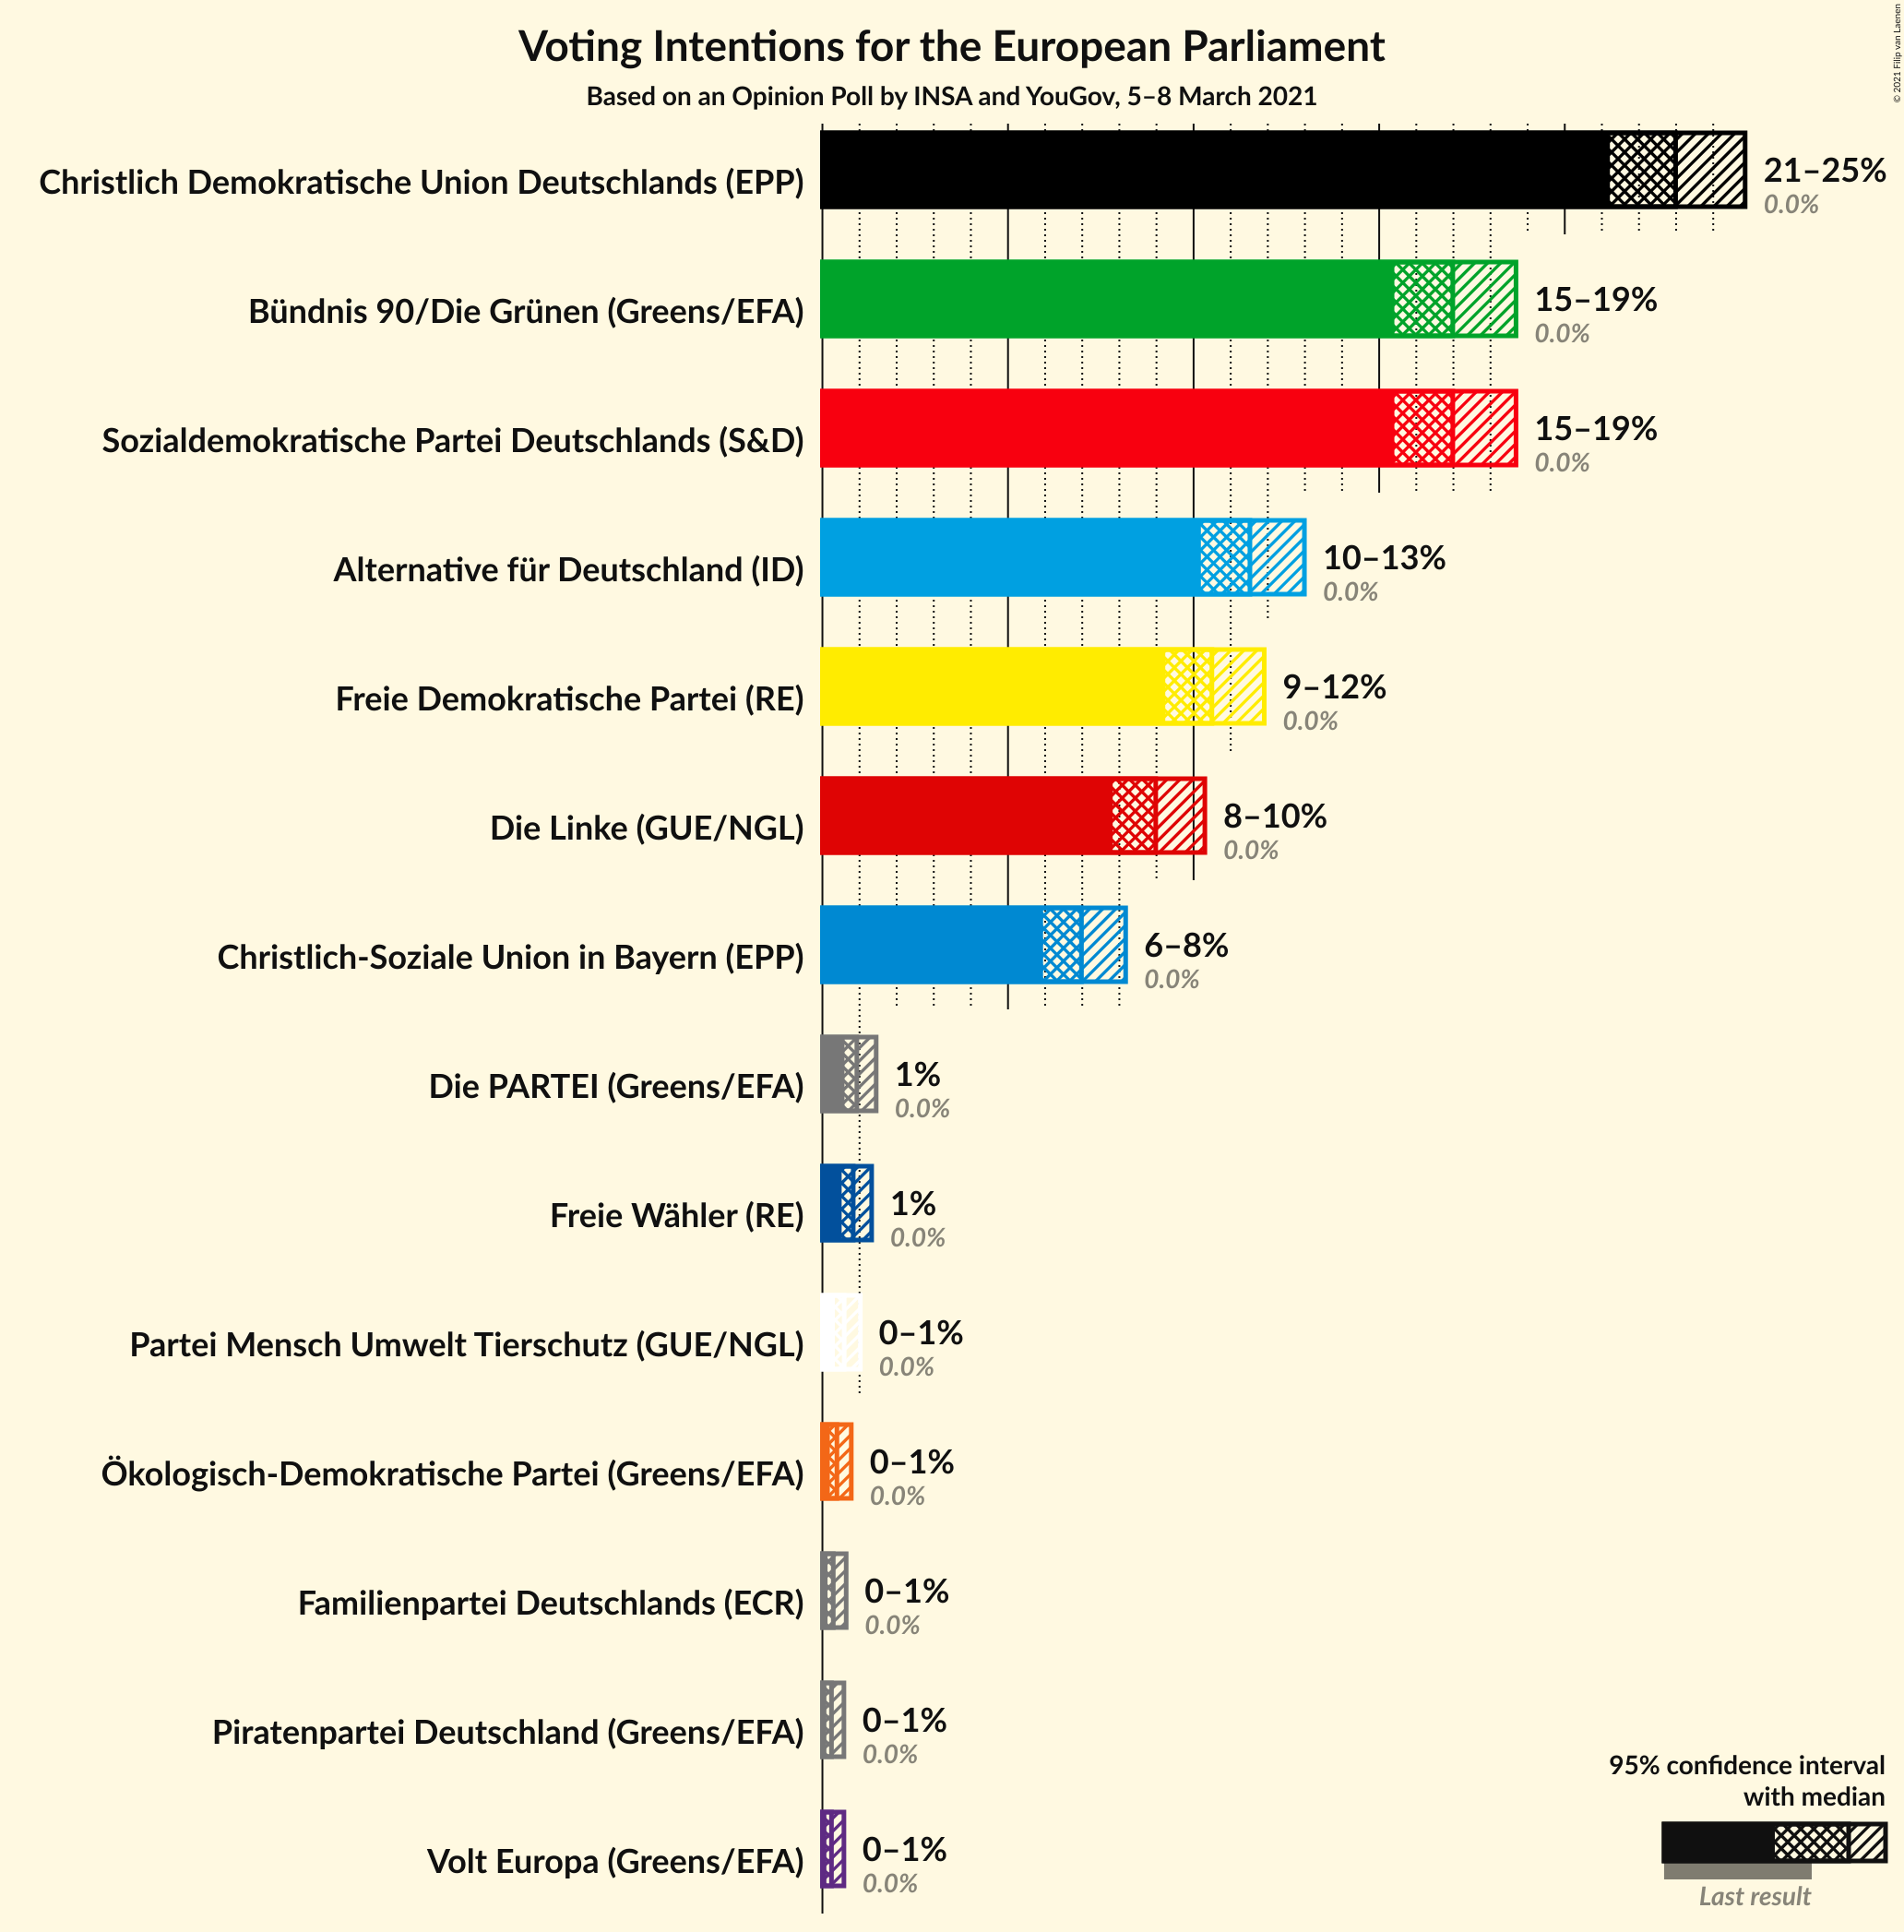 Voting Intentions for the European Parliament
Based on an Opinion Poll by INSA and YouGov, 5–8 March 2021
© 2021 Filip van Laenen
Christlich Demokratische Union Deutschlands (EPP)
21–25%
0.0%
Bündnis 90/Die Grünen (Greens/EFA)
15–19%
0.0%
Sozialdemokratische Partei Deutschlands (S&D)
15–19%
0.0%
Alternative für Deutschland (ID)
10–13%
0.0%
Freie Demokratische Partei (RE)
9–12%
0.0%
Die Linke (GUE/NGL)
8–10%
0.0%
Christlich-Soziale Union in Bayern (EPP)
6–8%
0.0%
Die PARTEI (Greens/EFA)
1%
0.0%
Freie Wähler (RE)
1%
0.0%
Partei Mensch Umwelt Tierschutz (GUE/NGL)
0–1%
0.0%
Ökologisch-Demokratische Partei (Greens/EFA)
0–1%
0.0%
Familienpartei Deutschlands (ECR)
0–1%
0.0%
Piratenpartei Deutschland (Greens/EFA)
0–1%
0.0%
Volt Europa (Greens/EFA)
0–1%
0.0%
95% confidence interval
with median
Last result